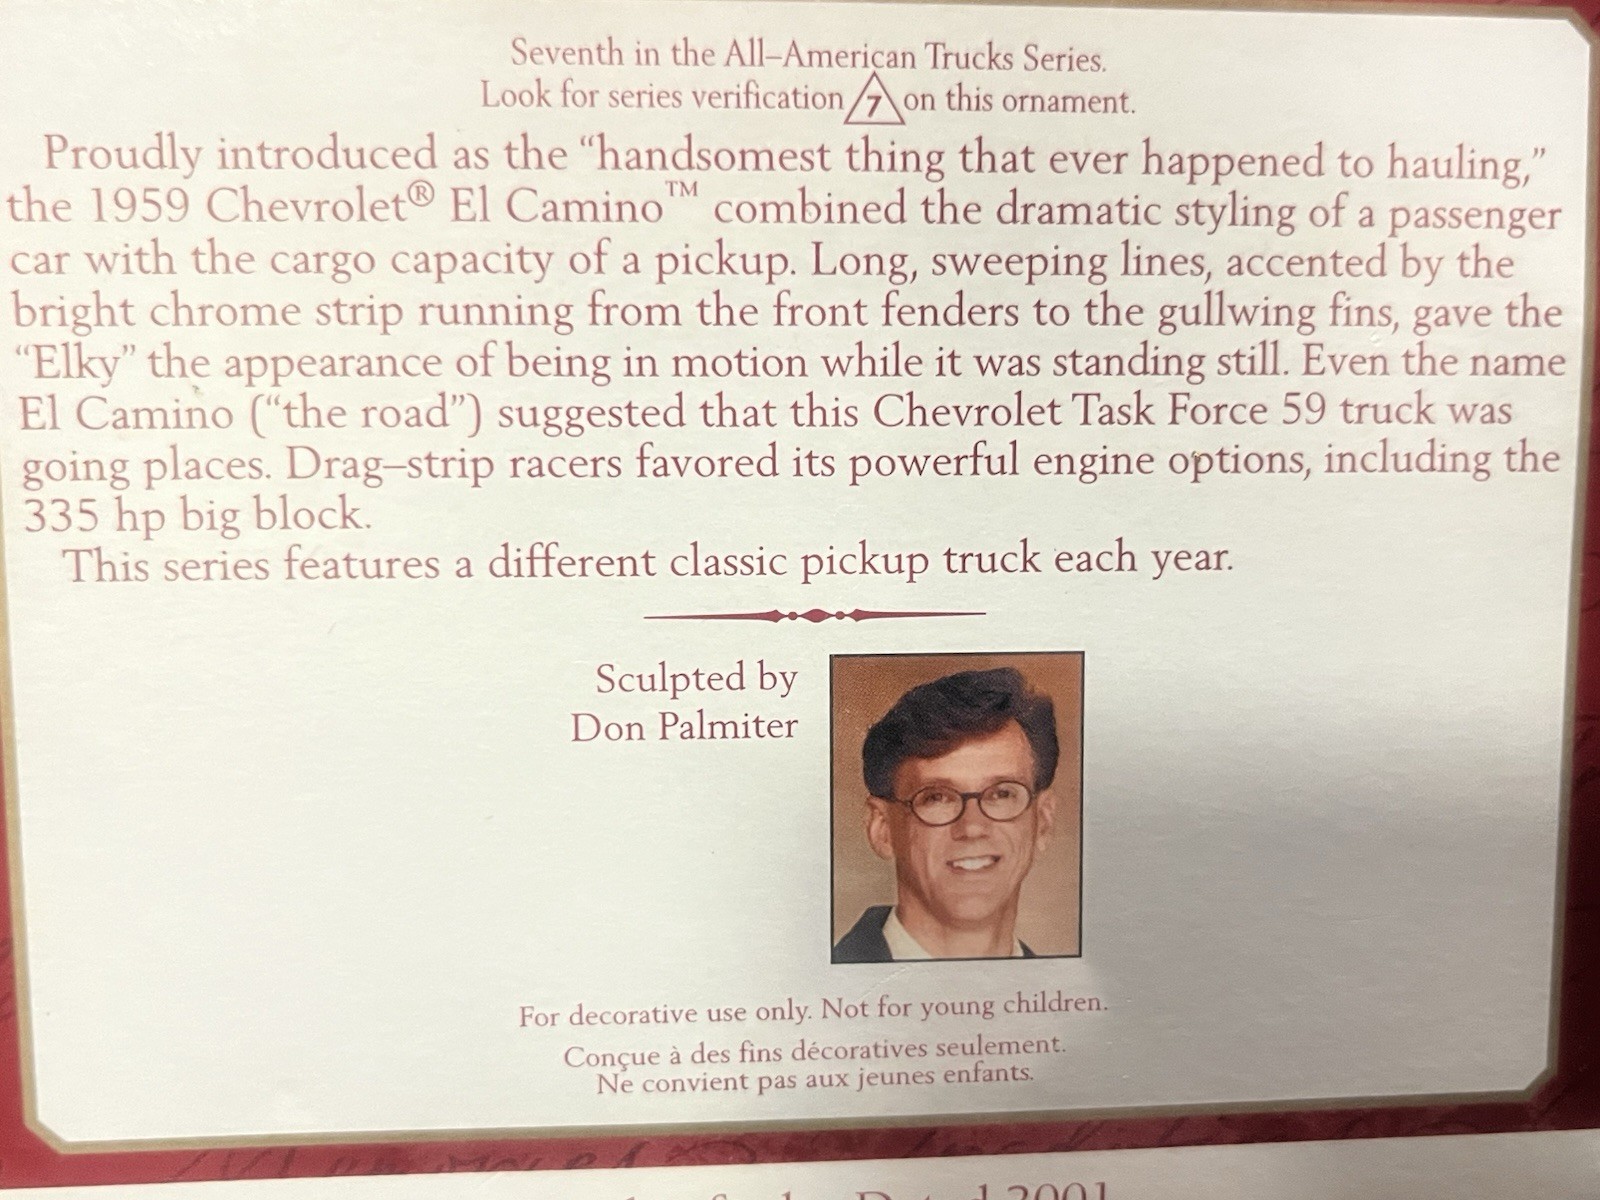 Seventh in the All–American Trucks Series.
Look for series verification 7 on this ornament.
Proudly introduced as the “handsomest thing that ever happened to hauling,”
the 1959 Chevrolet® El Camino™ combined the dramatic styling of a passenger
car with the cargo capacity of a pickup. Long, sweeping lines, accented by the
bright chrome strip running from the front fenders to the gullwing fins, gave the
“Elky” the appearance of being in motion while it was standing still. Even the name
El Camino (“the road”) suggested that this Chevrolet Task Force 59 truck was
going places. Drag–strip racers favored its powerful engine options, including the
335 hp big block.
This series features a different classic pickup truck each year.
Sculpted by
Don Palmiter
For decorative use only. Not for young children.
Conçue à des fins décoratives seulement.
Ne convient pas aux jeunes enfants.
2001